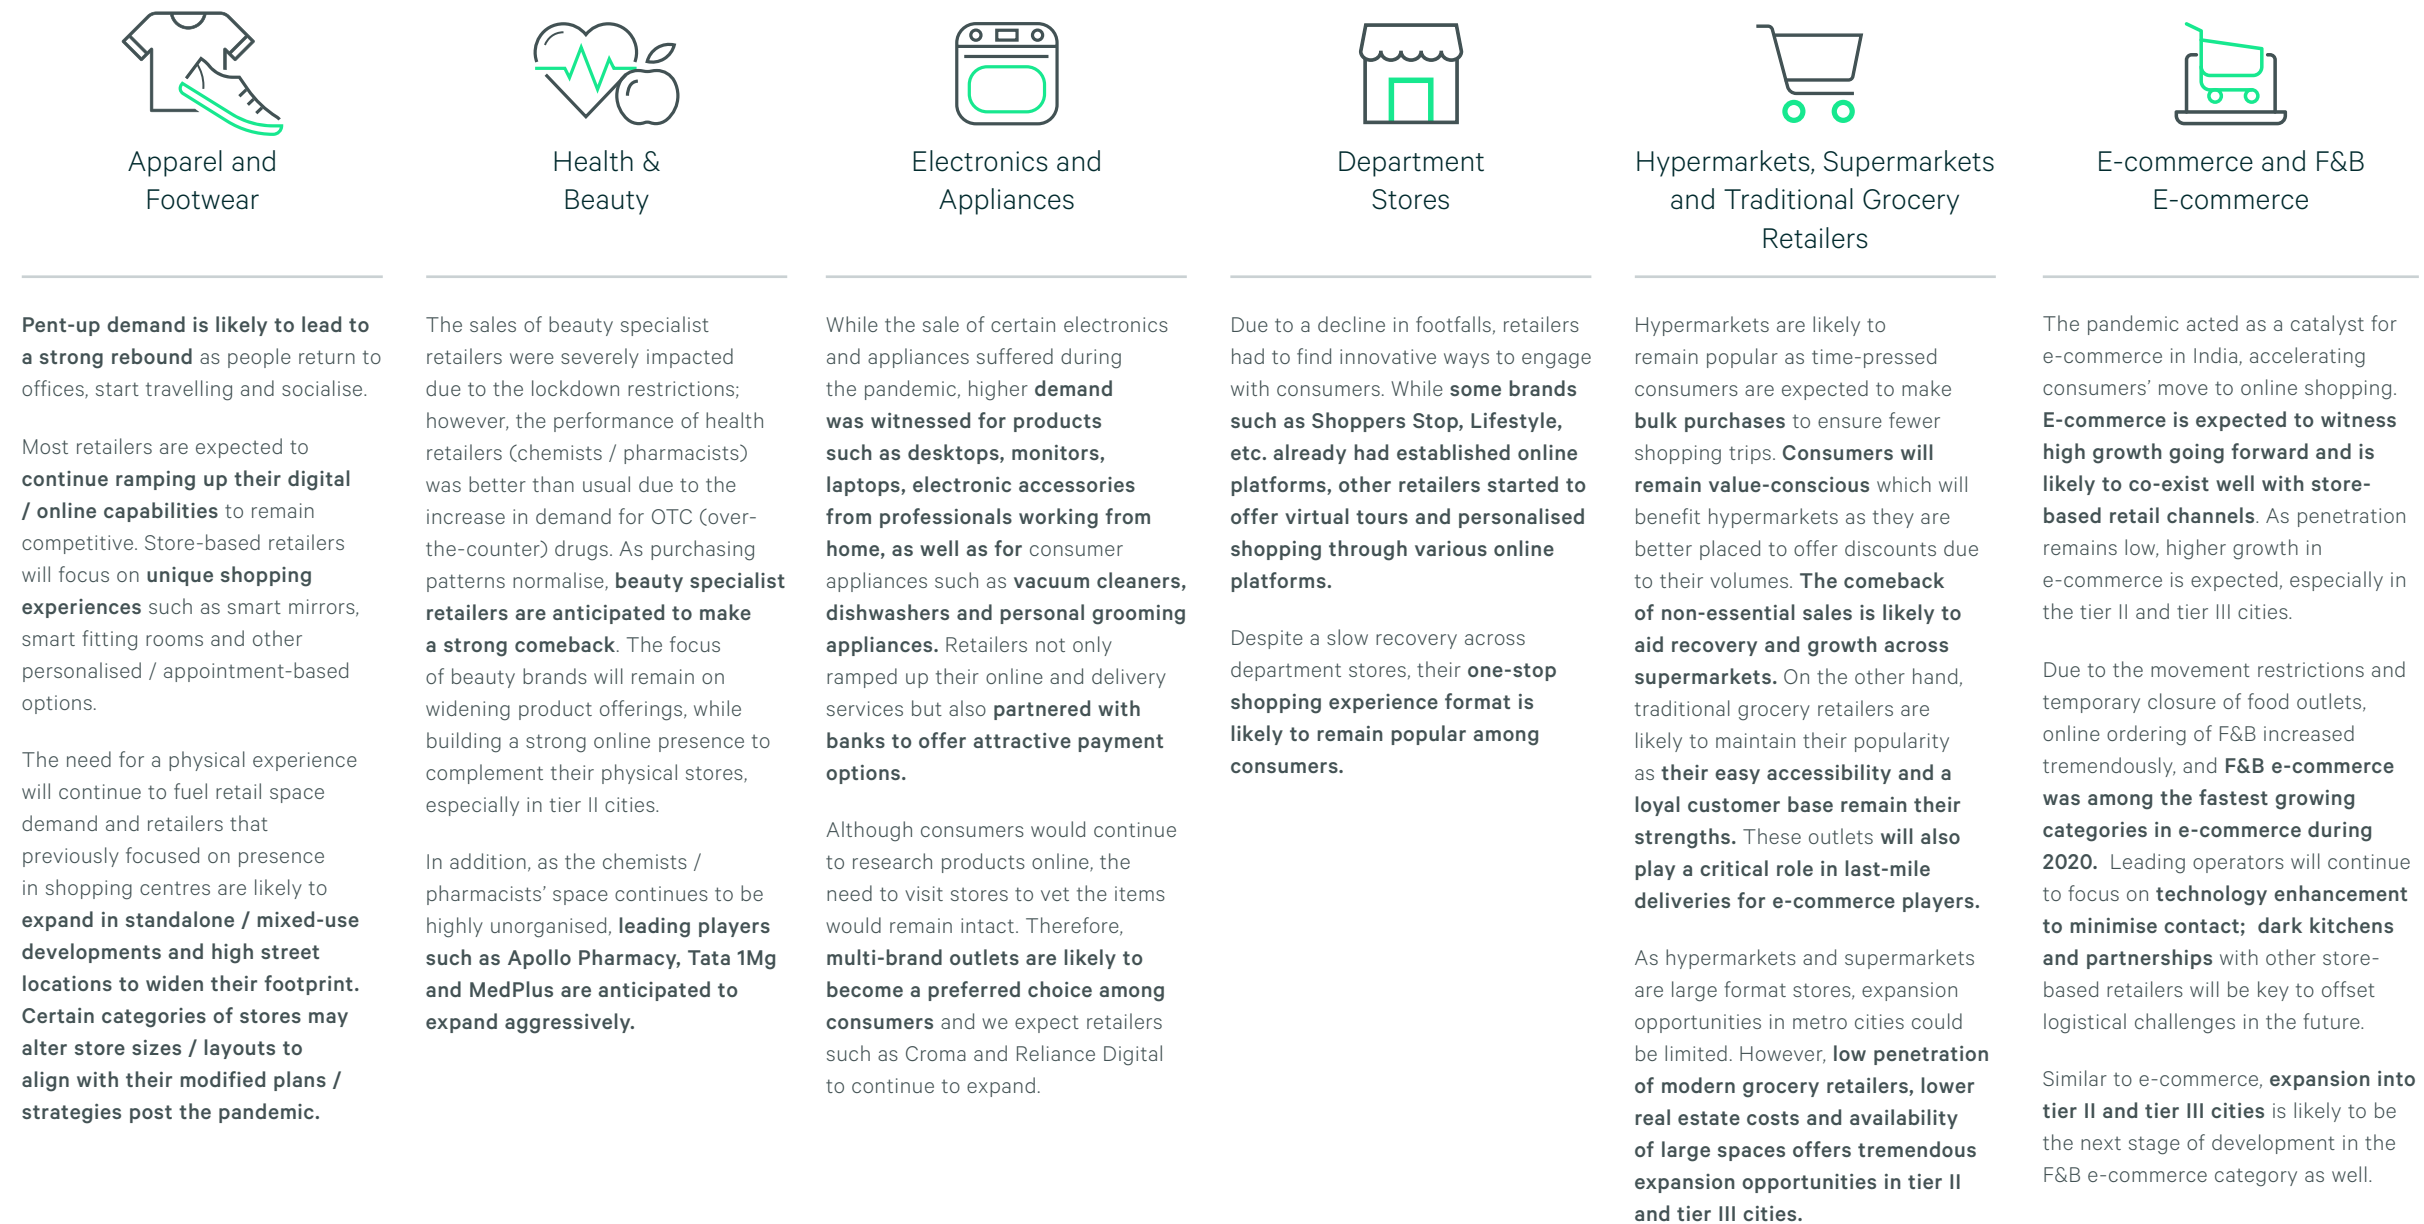 Apparel and
Footwear
Pent-up demand is likely to lead to
a strong rebound as people return to
offices, start travelling and socialise.
Most retailers are expected to
continue ramping up their digital
/ online capabilities to remain
competitive. Store-based retailers
will focus on unique shopping
experiences such as smart mirrors,
smart fitting rooms and other
personalised / appointment-based
options.
The need for a physical experience
will continue to fuel retail space
demand and retailers that
previously focused on presence
in shopping centres are likely to
expand in standalone / mixed-use
developments and high street
locations to widen their footprint.
Certain categories of stores may
alter store sizes / layouts to
align with their modified plans /
strategies post the pandemic.
Health &
Beauty
The sales of beauty specialist
retailers were severely impacted
due to the lockdown restrictions;
however, the performance of health
retailers (chemists / pharmacists)
was better than usual due to the
increase in demand for OTC (over-
the-counter) drugs. As purchasing
patterns normalise, beauty specialist
retailers are anticipated to make
a strong comeback. The focus
of beauty brands will remain on
widening product offerings, while
building a strong online presence to
complement their physical stores,
especially in tier II cities.
In addition, as the chemists /
pharmacists' space continues to be
highly unorganised, leading players
such as Apollo Pharmacy, Tata 1Mg
and MedPlus are anticipated to
expand aggressively.
Electronics and
Appliances
While the sale of certain electronics
and appliances suffered during
the pandemic, higher demand
was witnessed for products
such as desktops, monitors,
laptops, electronic accessories
from professionals working from
home, as well as for consumer
appliances such as vacuum cleaners,
dishwashers and personal grooming
appliances. Retailers not only
ramped up their online and delivery
services but also partnered with
banks to offer attractive payment
options.
Although consumers would continue
to research products online, the
need to visit stores to vet the items
would remain intact. Therefore,
multi-brand outlets are likely to
become a preferred choice among
consumers and we expect retailers
such as Croma and Reliance Digital
to continue to expand.
Department
Stores
Due to a decline in footfalls, retailers
had to find innovative ways to engage
with consumers. While some brands
such as Shoppers Stop, Lifestyle,
etc. already had established online
platforms, other retailers started to
offer virtual tours and personalised
shopping through various online
platforms.
Despite a slow recovery across
department stores, their one-stop
shopping experience format is
likely to remain popular among
consumers.
Hypermarkets, Supermarkets
and Traditional Grocery
Retailers
Hypermarkets are likely to
remain popular as time-pressed
consumers are expected to make
bulk purchases to ensure fewer
shopping trips. Consumers will
remain value-conscious which will
benefit hypermarkets as they are
better placed to offer discounts due
to their volumes. The comeback
of non-essential sales is likely to
aid recovery and growth across
supermarkets. On the other hand,
traditional grocery retailers are
likely to maintain their popularity
as their easy accessibility and a
loyal customer base remain their
strengths. These outlets will also
play a critical role in last-mile
deliveries for e-commerce players.
As hypermarkets and supermarkets
are large format stores, expansion
opportunities in metro cities could
be limited. However, low penetration
of modern grocery retailers, lower
real estate costs and availability
of large spaces offers tremendous
expansion opportunities in tier II
and tier III cities.
E-commerce and F&B
E-commerce
The pandemic acted as a catalyst for
e-commerce in India, accelerating
consumers' move to online shopping.
E-commerce is expected to witness
high growth going forward and is
likely to co-exist well with store-
based retail channels. As penetration
remains low, higher growth in
e-commerce is expected, especially in
the tier II and tier III cities.
Due to the movement restrictions and
temporary closure of food outlets,
online ordering of F&B increased
tremendously, and F&B e-commerce
was among the fastest growing
categories in e-commerce during
2020. Leading operators will continue
to focus on technology enhancement
to minimise contact; dark kitchens
and partnerships with other store-
based retailers will be key to offset
logistical challenges in the future.
Similar to e-commerce, expansion into
tier II and tier III cities is likely to be
the next stage of development in the
F&B e-commerce category as well.